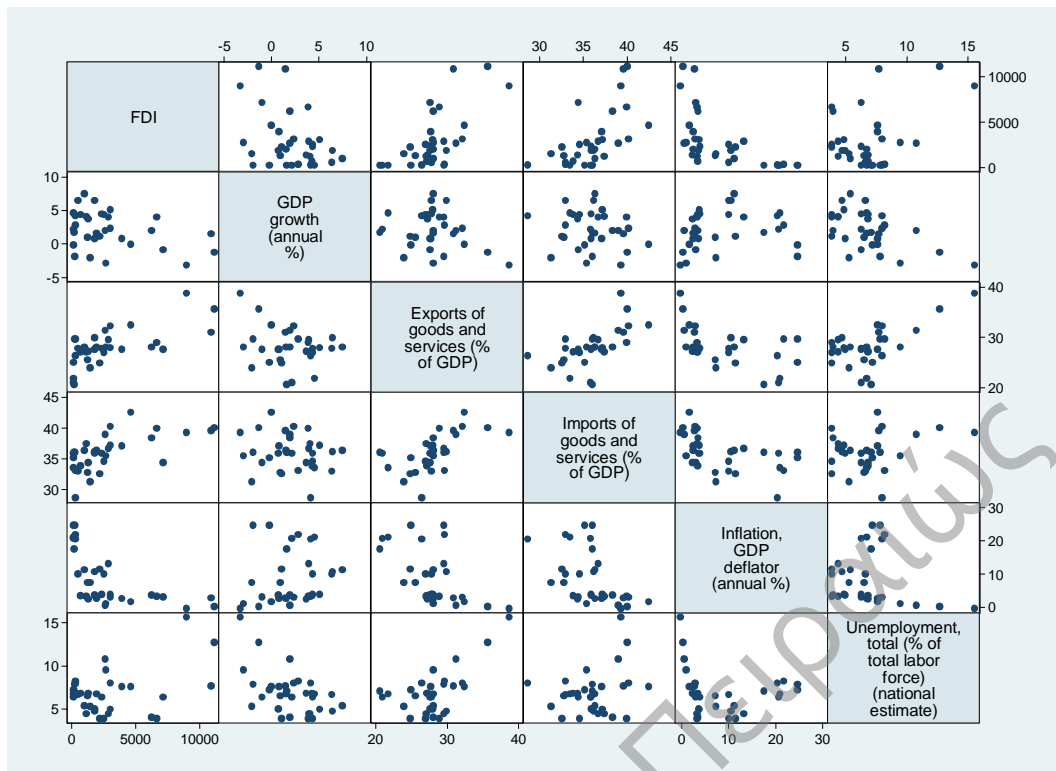 -5 0 5 10 30 35 40 45 5 10 15
FDI
10000
5000
0
10
5
0
-5
GDP
growth
(annual
%)
Exports of
goods and
services (%
of GDP)
40
30
20
45
40
35
30
Imports of
goods and
services (%
of GDP)
Inflation,
GDP
deflator
(annual %)
30
20
10
0
15
10
5
Unemployment,
total (% of
total labor
force)
(national
estimate)
0 5000 10000 20 30 40 0 10 20 30
Πειραιώς